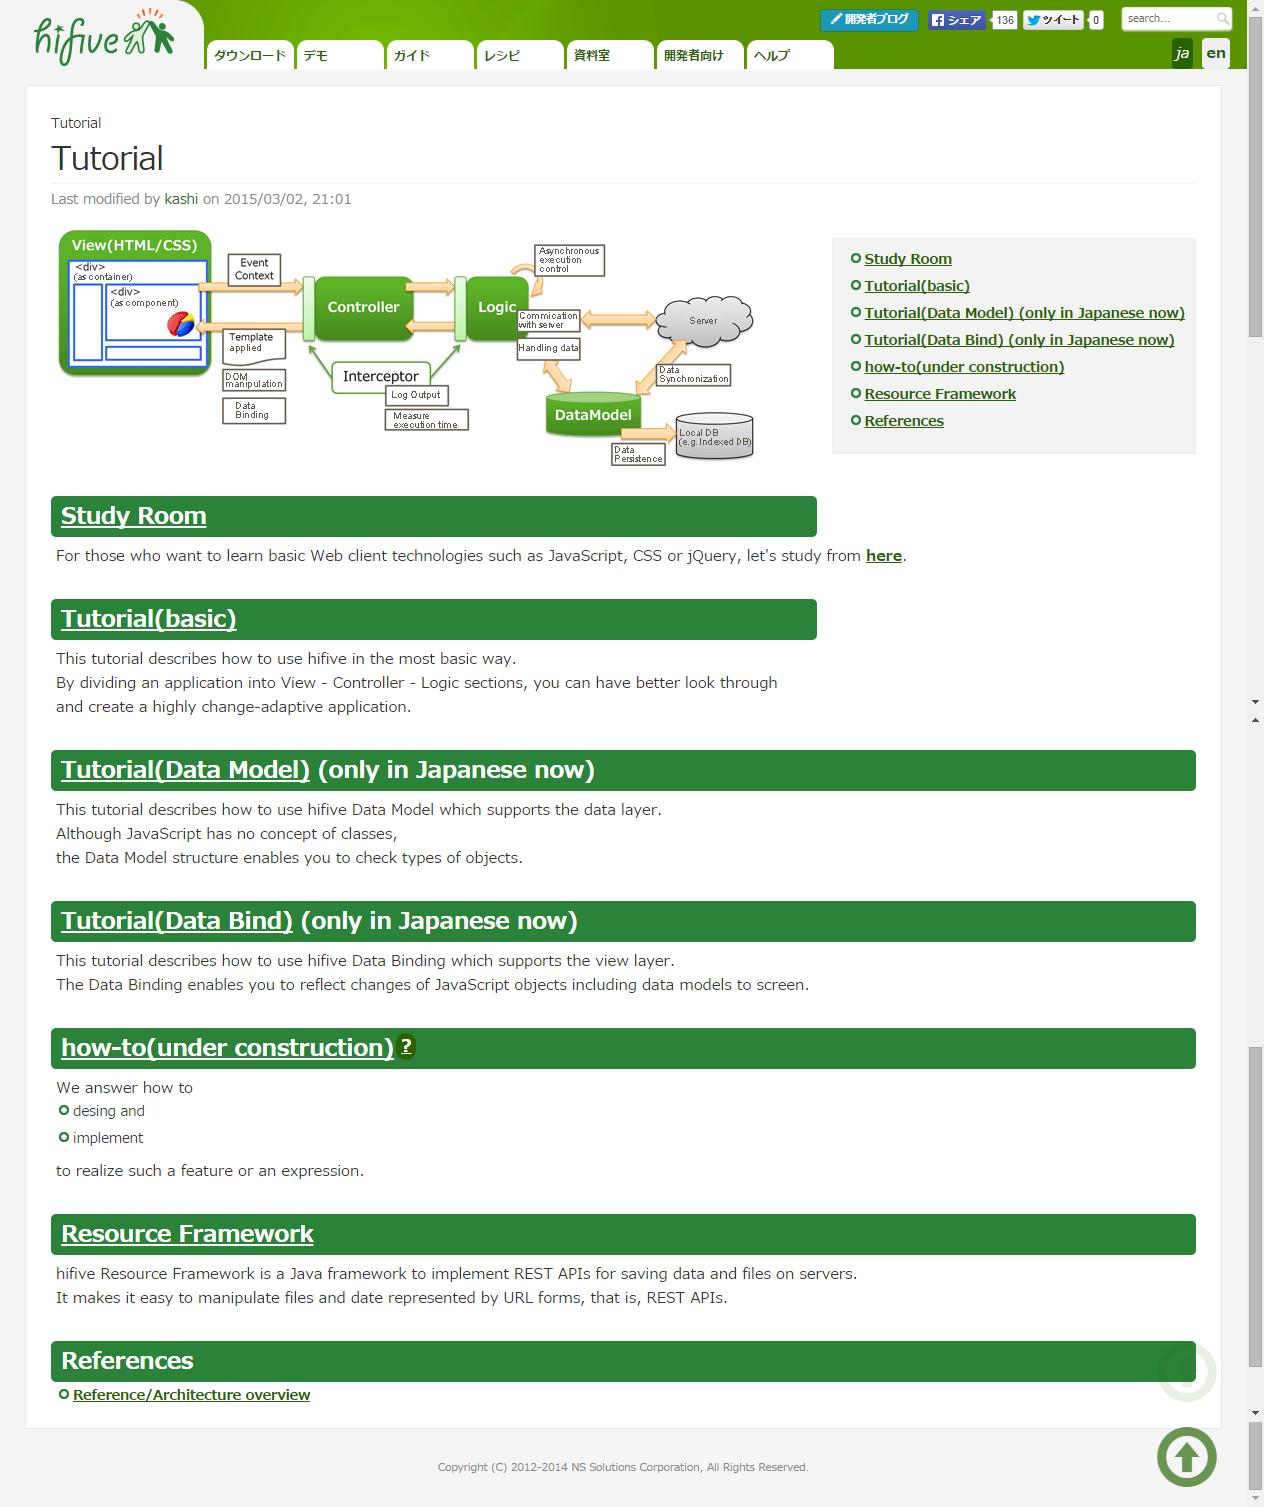 hifive
開発者ブログ
シェア 136
ツイート 0
search...
ダウンロード デモ ガイド レシピ 資料室 開発者向け ヘルプ
ja en
Tutorial
Tutorial
Last modified by kashi on 2015/03/02, 21:01
View(HTML/CSS)
<div>
(as container)
<div>
(as component)
Event
Context
Template
applied
DOM
manipulation
Data
Binding
Controller
Interceptor
Log Output
Measure
execution time
Logic
Asynchronous
execution
control
Commication
with server
Handling data
Server
Data
Synchronization
DataModel
Local DB
(e.g. Indexed DB)
Data
Persistence
Study Room
Tutorial(basic)
Tutorial(Data Model) (only in Japanese now)
Tutorial(Data Bind) (only in Japanese now)
how-to(under construction)
Resource Framework
References
Study Room
For those who want to learn basic Web client technologies such as JavaScript, CSS or jQuery, let's study from here.
Tutorial(basic)
This tutorial describes how to use hifive in the most basic way.
By dividing an application into View - Controller - Logic sections, you can have better look through
and create a highly change-adaptive application.
Tutorial(Data Model) (only in Japanese now)
This tutorial describes how to use hifive Data Model which supports the data layer.
Although JavaScript has no concept of classes,
the Data Model structure enables you to check types of objects.
Tutorial(Data Bind) (only in Japanese now)
This tutorial describes how to use hifive Data Binding which supports the view layer.
The Data Binding enables you to reflect changes of JavaScript objects including data models to screen.
how-to(under construction)?
We answer how to
desing and
implement
to realize such a feature or an expression.
Resource Framework
hifive Resource Framework is a Java framework to implement REST APIs for saving data and files on servers.
It makes it easy to manipulate files and date represented by URL forms, that is, REST APIs.
References
Reference/Architecture overview
Copyright (C) 2012-2014 NS Solutions Corporation, All Rights Reserved.